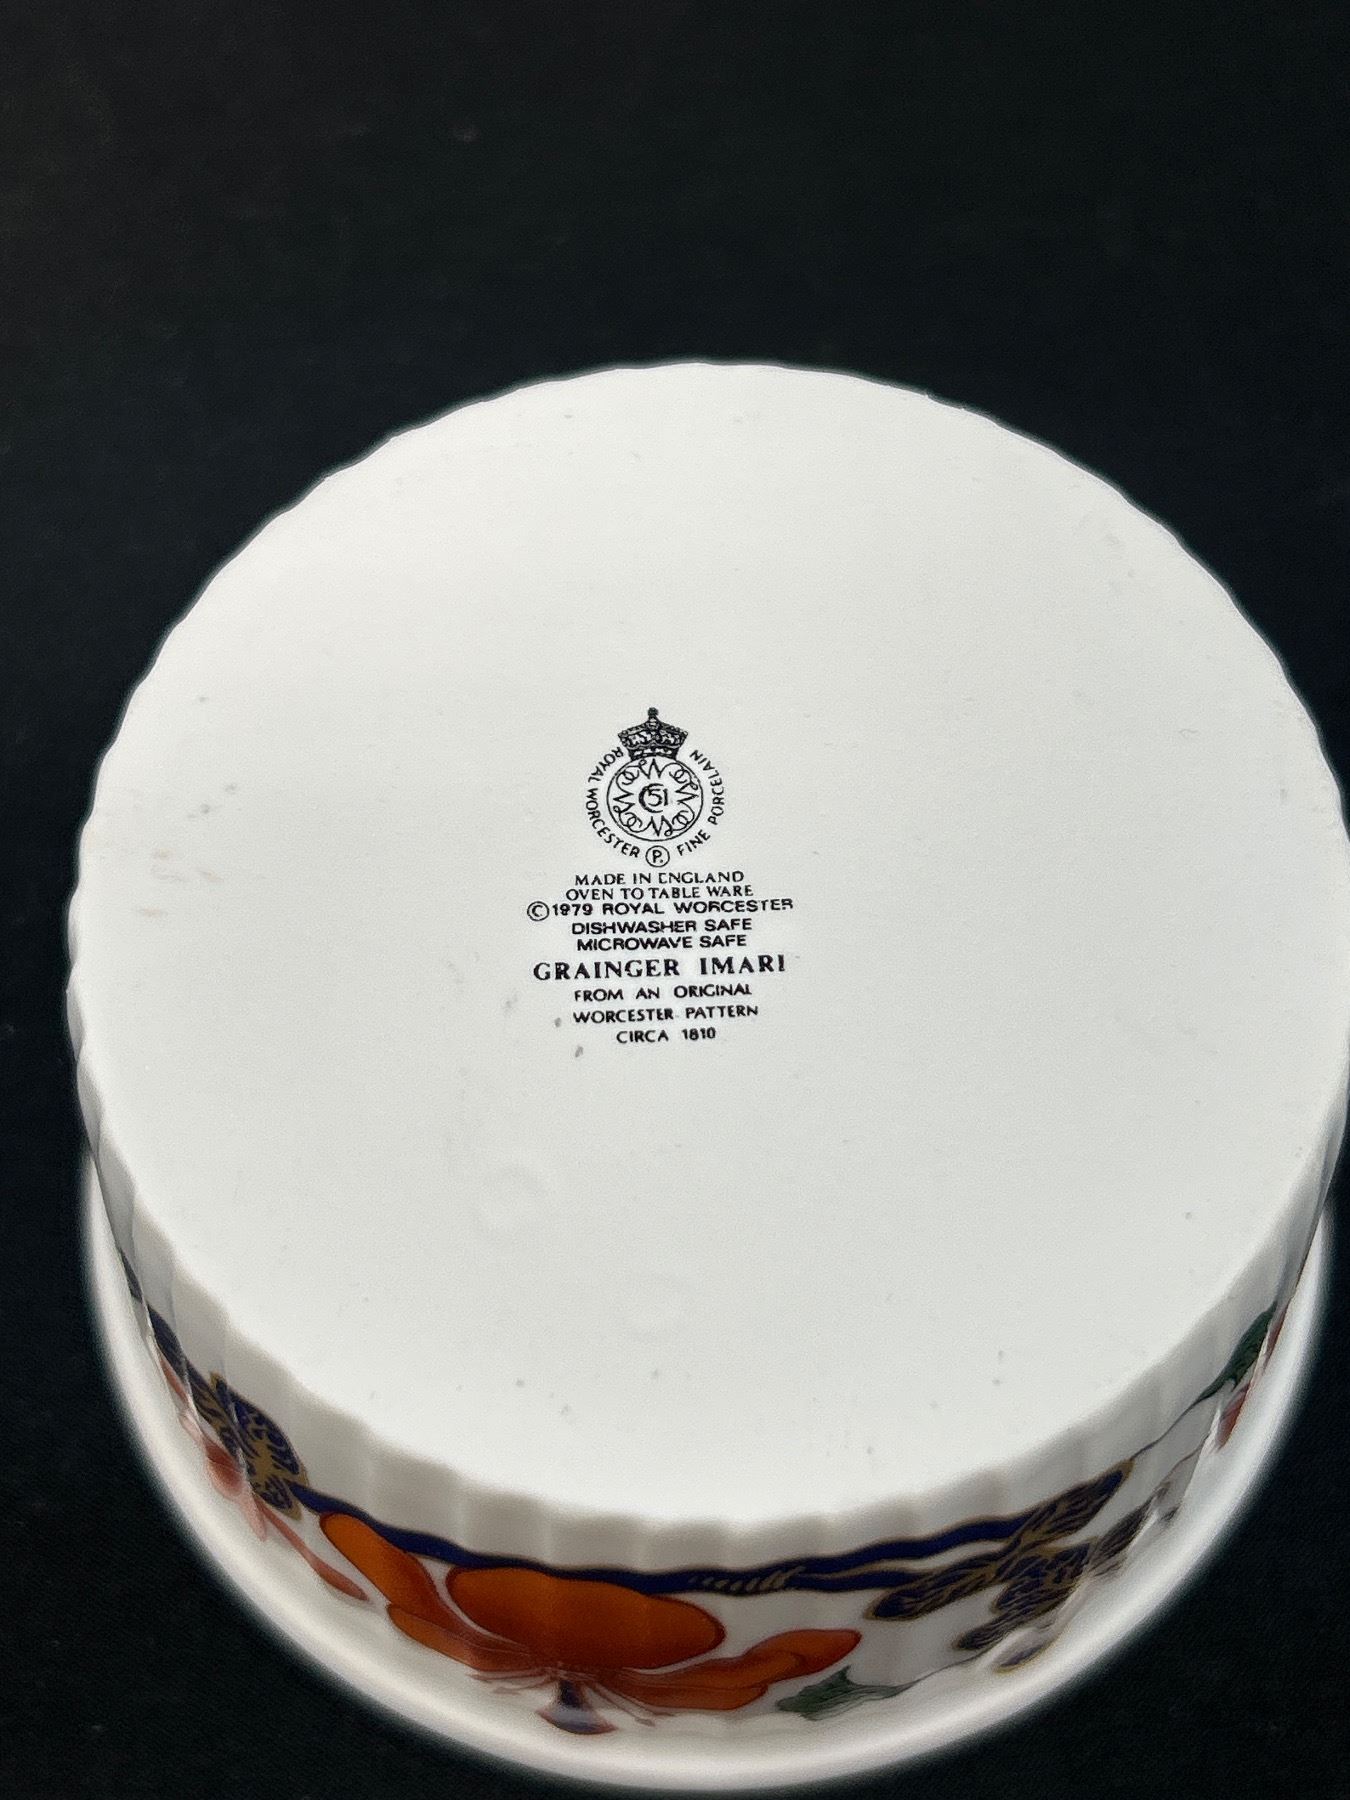 ROYAL WORCESTER P. FINE PORCELAIN
C51
MADE IN ENGLAND
OVEN TO TABLE WARE
©1979 ROYAL WORCESTER
DISHWASHER SAFE
MICROWAVE SAFE
GRAINGER IMARI
FROM AN ORIGINAL
WORCESTER PATTERN
CIRCA 1810